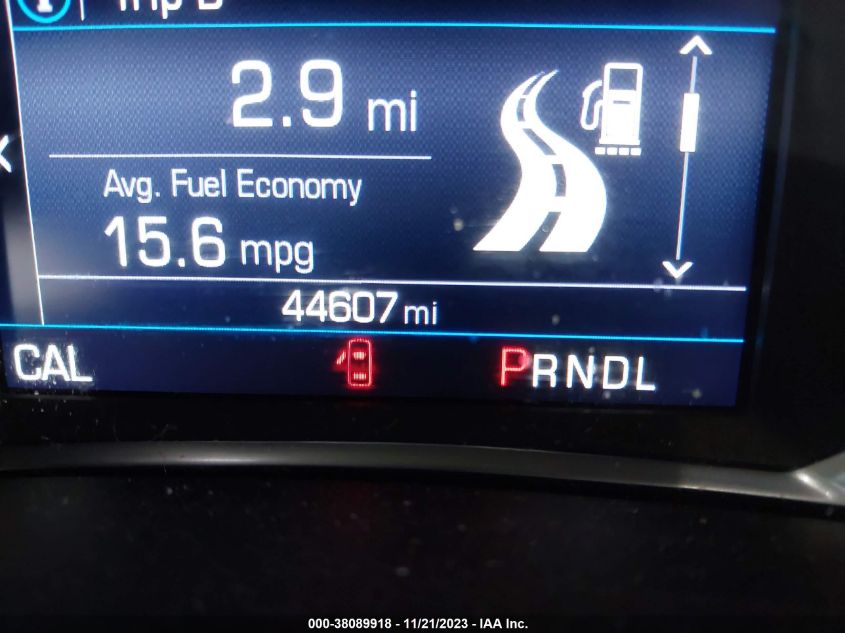 Trip B
2.9 mi
Avg. Fuel Economy
15.6 mpg
44607 mi
CAL PRNDL
000-38089918 - 11/21/2023 - IAA Inc.